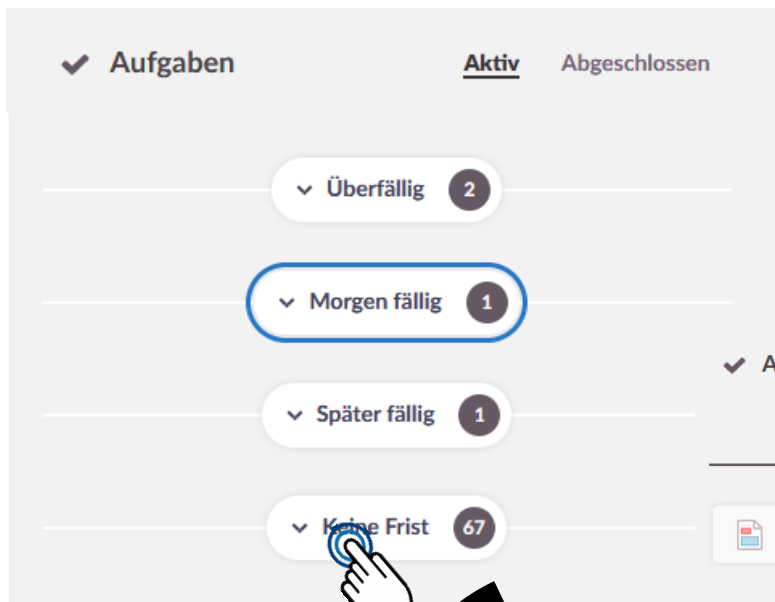 Aufgaben
Aktiv
Abgeschlossen
Überfällig 2
Morgen fällig 1
Später fällig 1
Keine Frist 67